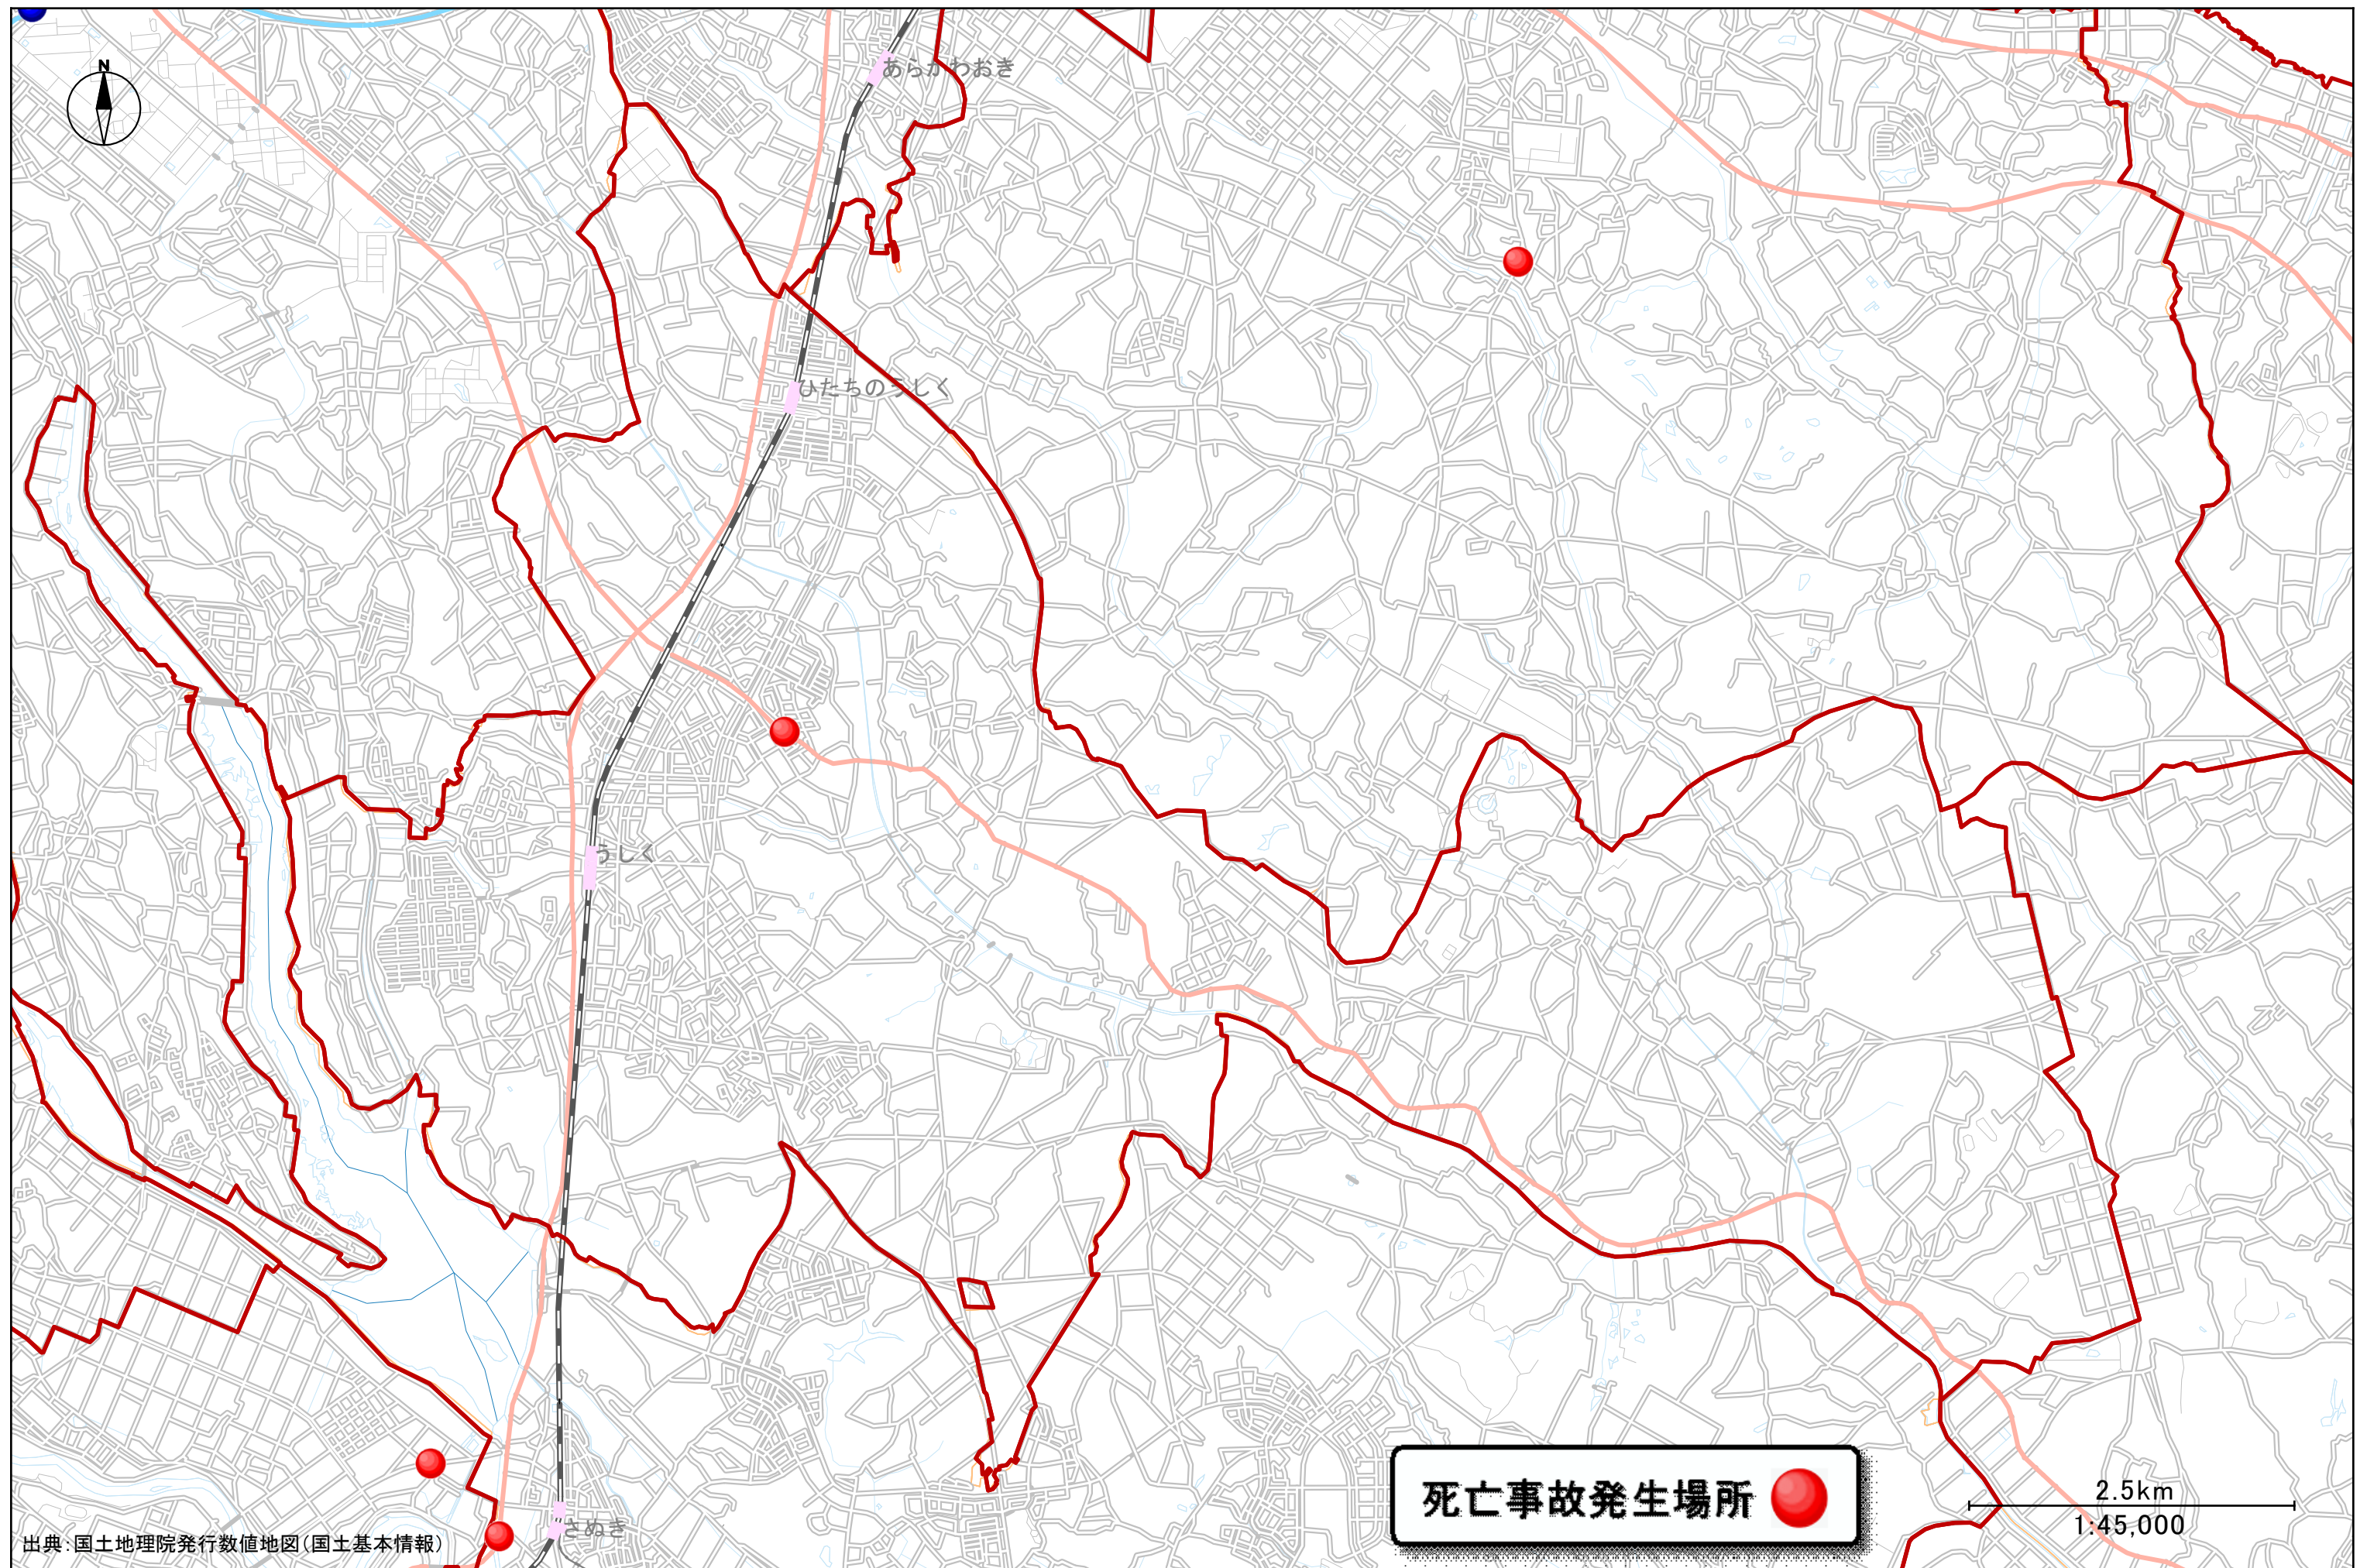 N
あらかわおき
ひたちのうしく
うしく
さぬき
死亡事故発生場所
2.5km
1:45,000
出典：国土地理院発行数値地図（国土基本情報）